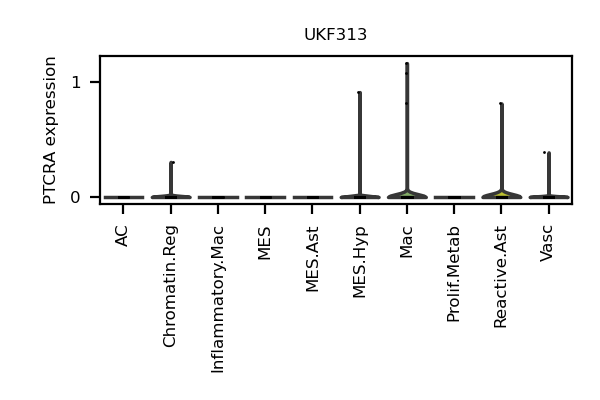 UKF313
PTCRA expression
1
0
AC
Chromatin.Reg
Inflammatory.Mac
MES
MES.Ast
MES.Hyp
Mac
Prolif.Metab
Reactive.Ast
Vasc